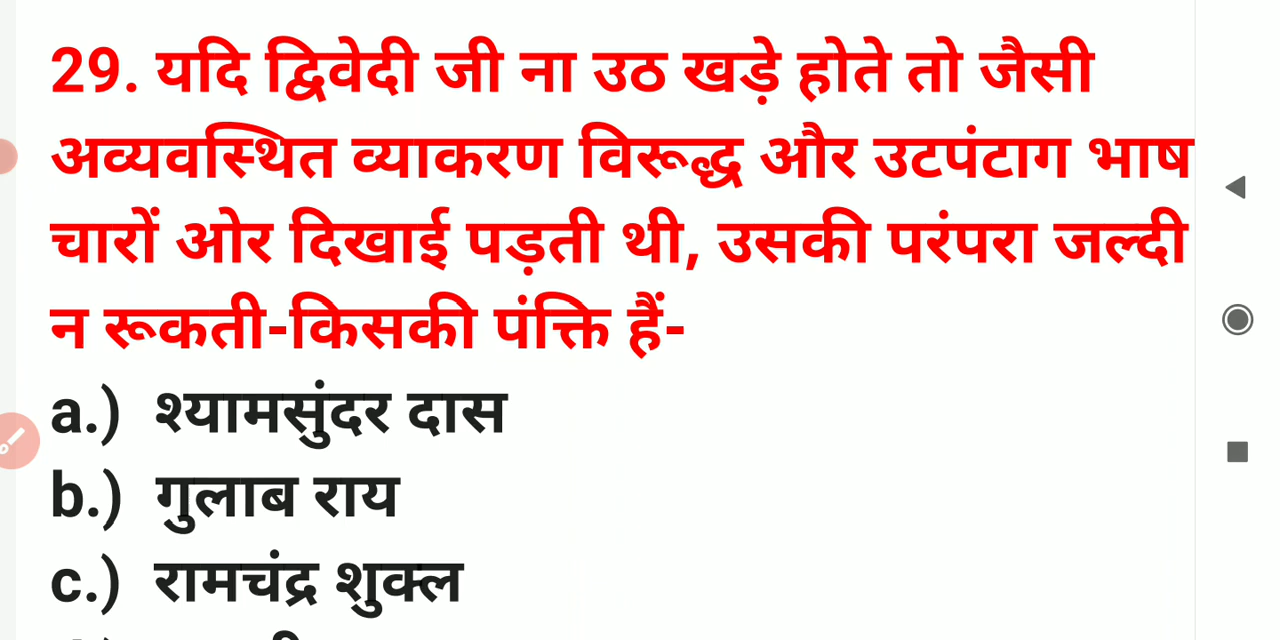 29. यदि द्विवेदी जी ना उठ खड़े होते तो जैसी
अव्यवस्थित व्याकरण विरूद्ध और उटपंटाग भाष
चारों ओर दिखाई पड़ती थी, उसकी परंपरा जल्दी
न रूकती-किसकी पंक्ति हैं-
a.) श्यामसुंदर दास
b.) गुलाब राय
c.) रामचंद्र शुक्ल